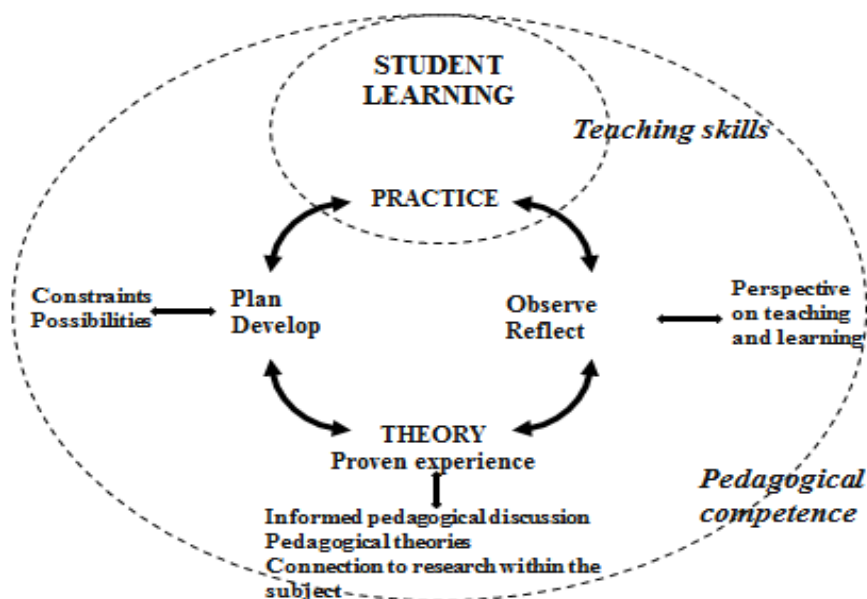 STUDENT
LEARNING
Teaching skills
PRACTICE
Constraints
Possibilities
Plan
Develop
Observe
Reflect
Perspective
on teaching
and learning
THEORY
Proven experience
Pedagogical
competence
Informed pedagogical discussion
Pedagogical theories
Connection to research within the
subject